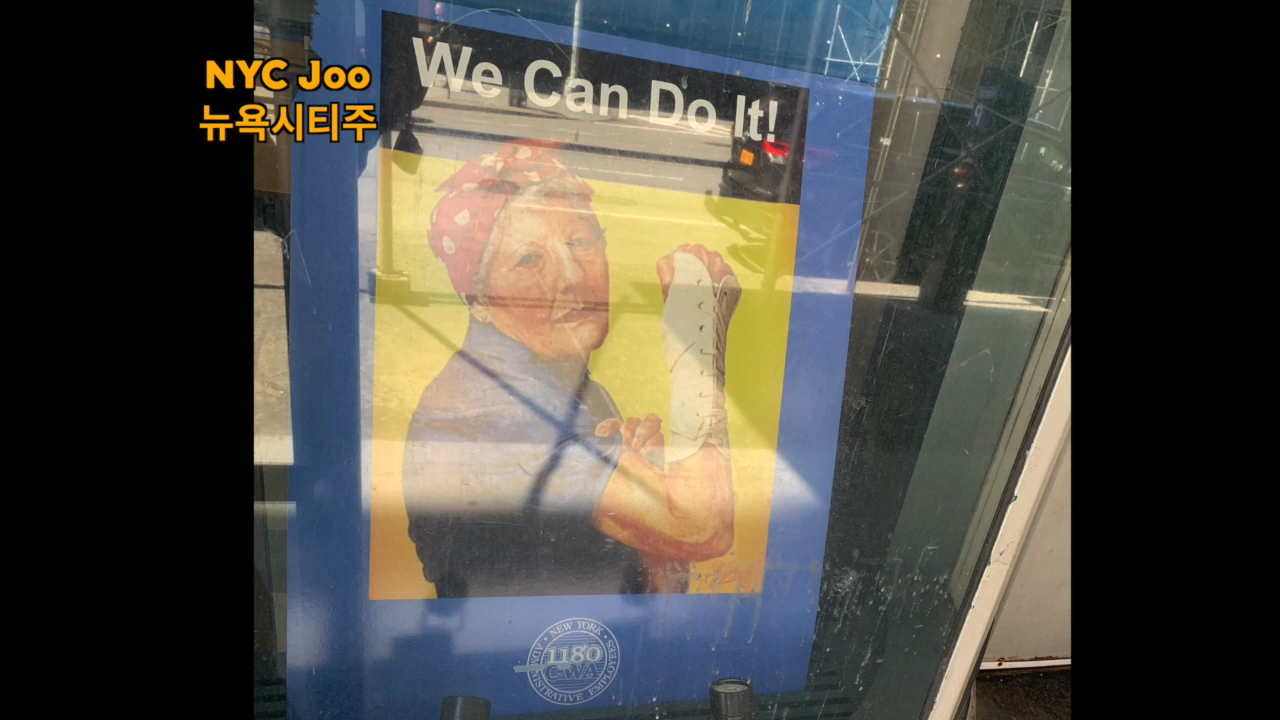 NYC Joo
뉴욕시티주
We Can Do It!
NEW YORK
1180
CWA
ADMINISTRATIVE EMPLOYEES